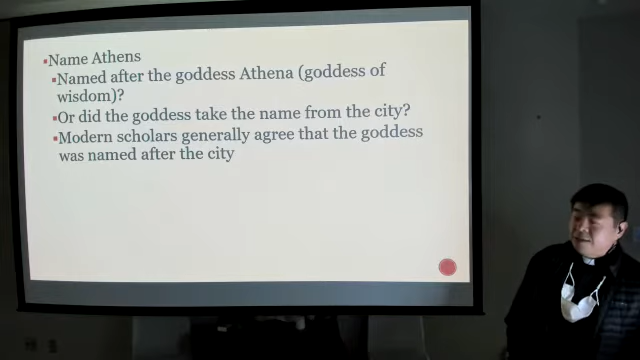 ▪Name Athens
▪Named after the goddess Athena (goddess of
wisdom)?
▪Or did the goddess take the name from the city?
▪Modern scholars generally agree that the goddess
was named after the city